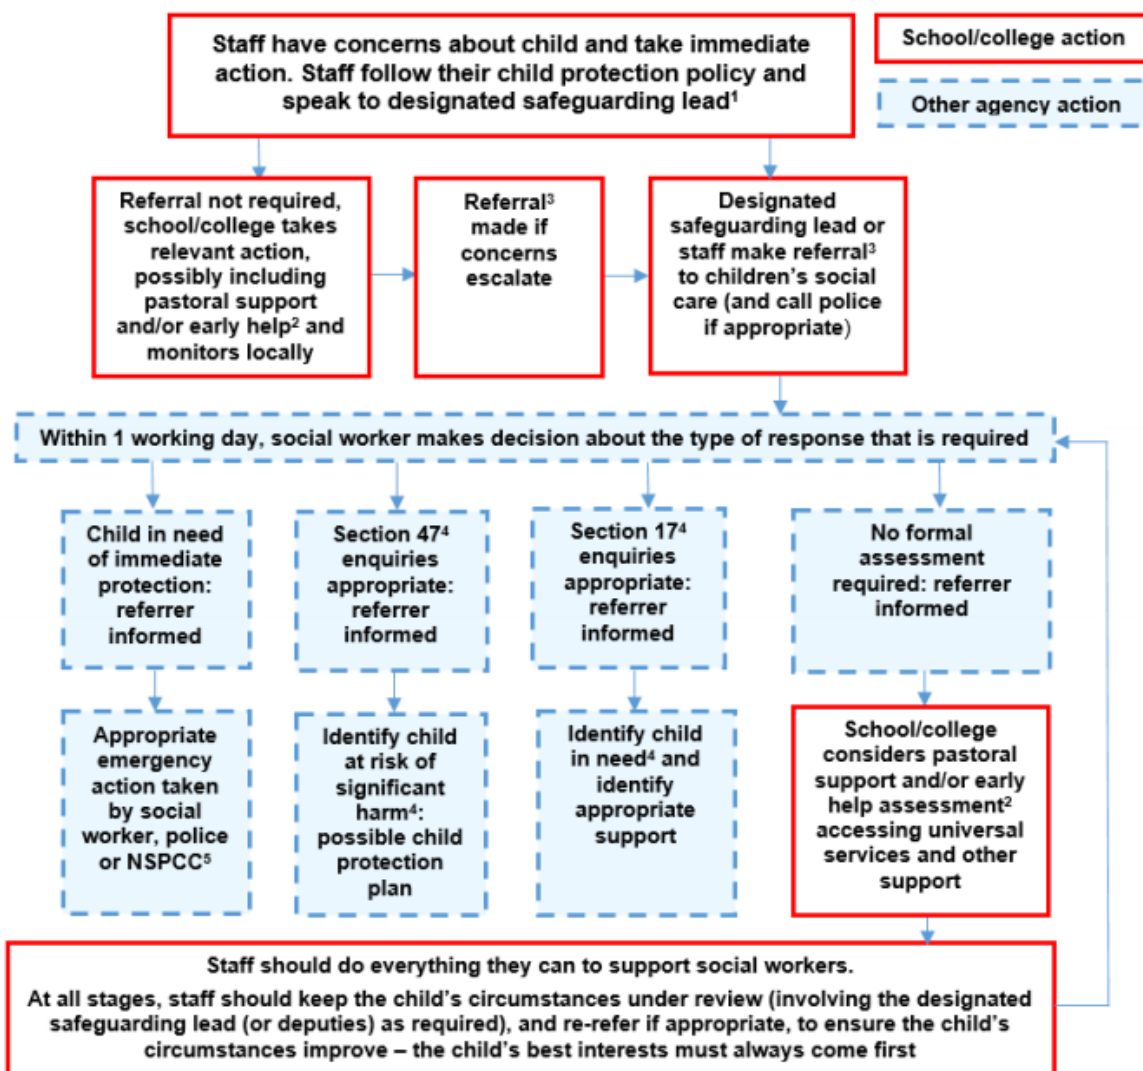 Staff have concerns about child and take immediate
action. Staff follow their child protection policy and
speak to designated safeguarding lead¹
School/college action
Other agency action
Referral not required,
school/college takes
relevant action,
possibly including
pastoral support
and/or early help² and
monitors locally
Referral³
made if
concerns
escalate
Designated
safeguarding lead or
staff make referral³
to children's social
care (and call police
if appropriate)
Within 1 working day, social worker makes decision about the type of response that is required
Child in need
of immediate
protection:
referrer
informed
Section 47⁴
enquiries
appropriate:
referrer
informed
Section 17⁴
enquiries
appropriate:
referrer
informed
No formal
assessment
required: referrer
informed
Appropriate
emergency
action taken
by social
worker, police
or NSPCC⁵
Identify child
at risk of
significant
harm⁴:
possible child
protection
plan
Identify child
in need⁴ and
identify
appropriate
support
School/college
considers pastoral
support and/or early
help assessment²
accessing universal
services and other
support
Staff should do everything they can to support social workers.
At all stages, staff should keep the child's circumstances under review (involving the designated
safeguarding lead (or deputies) as required), and re-refer if appropriate, to ensure the child's
circumstances improve – the child's best interests must always come first